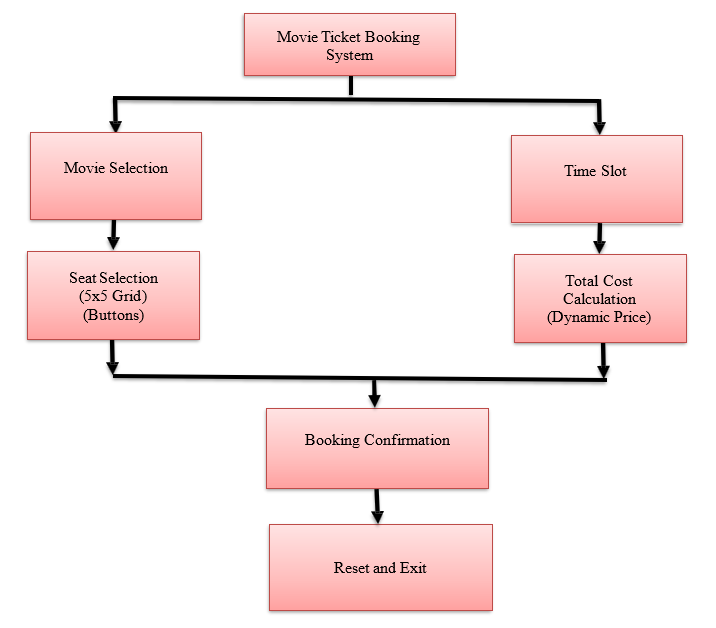 Movie Ticket Booking
System
Movie Selection
Time Slot
Seat Selection
(5x5 Grid)
(Buttons)
Total Cost
Calculation
(Dynamic Price)
Booking Confirmation
Reset and Exit